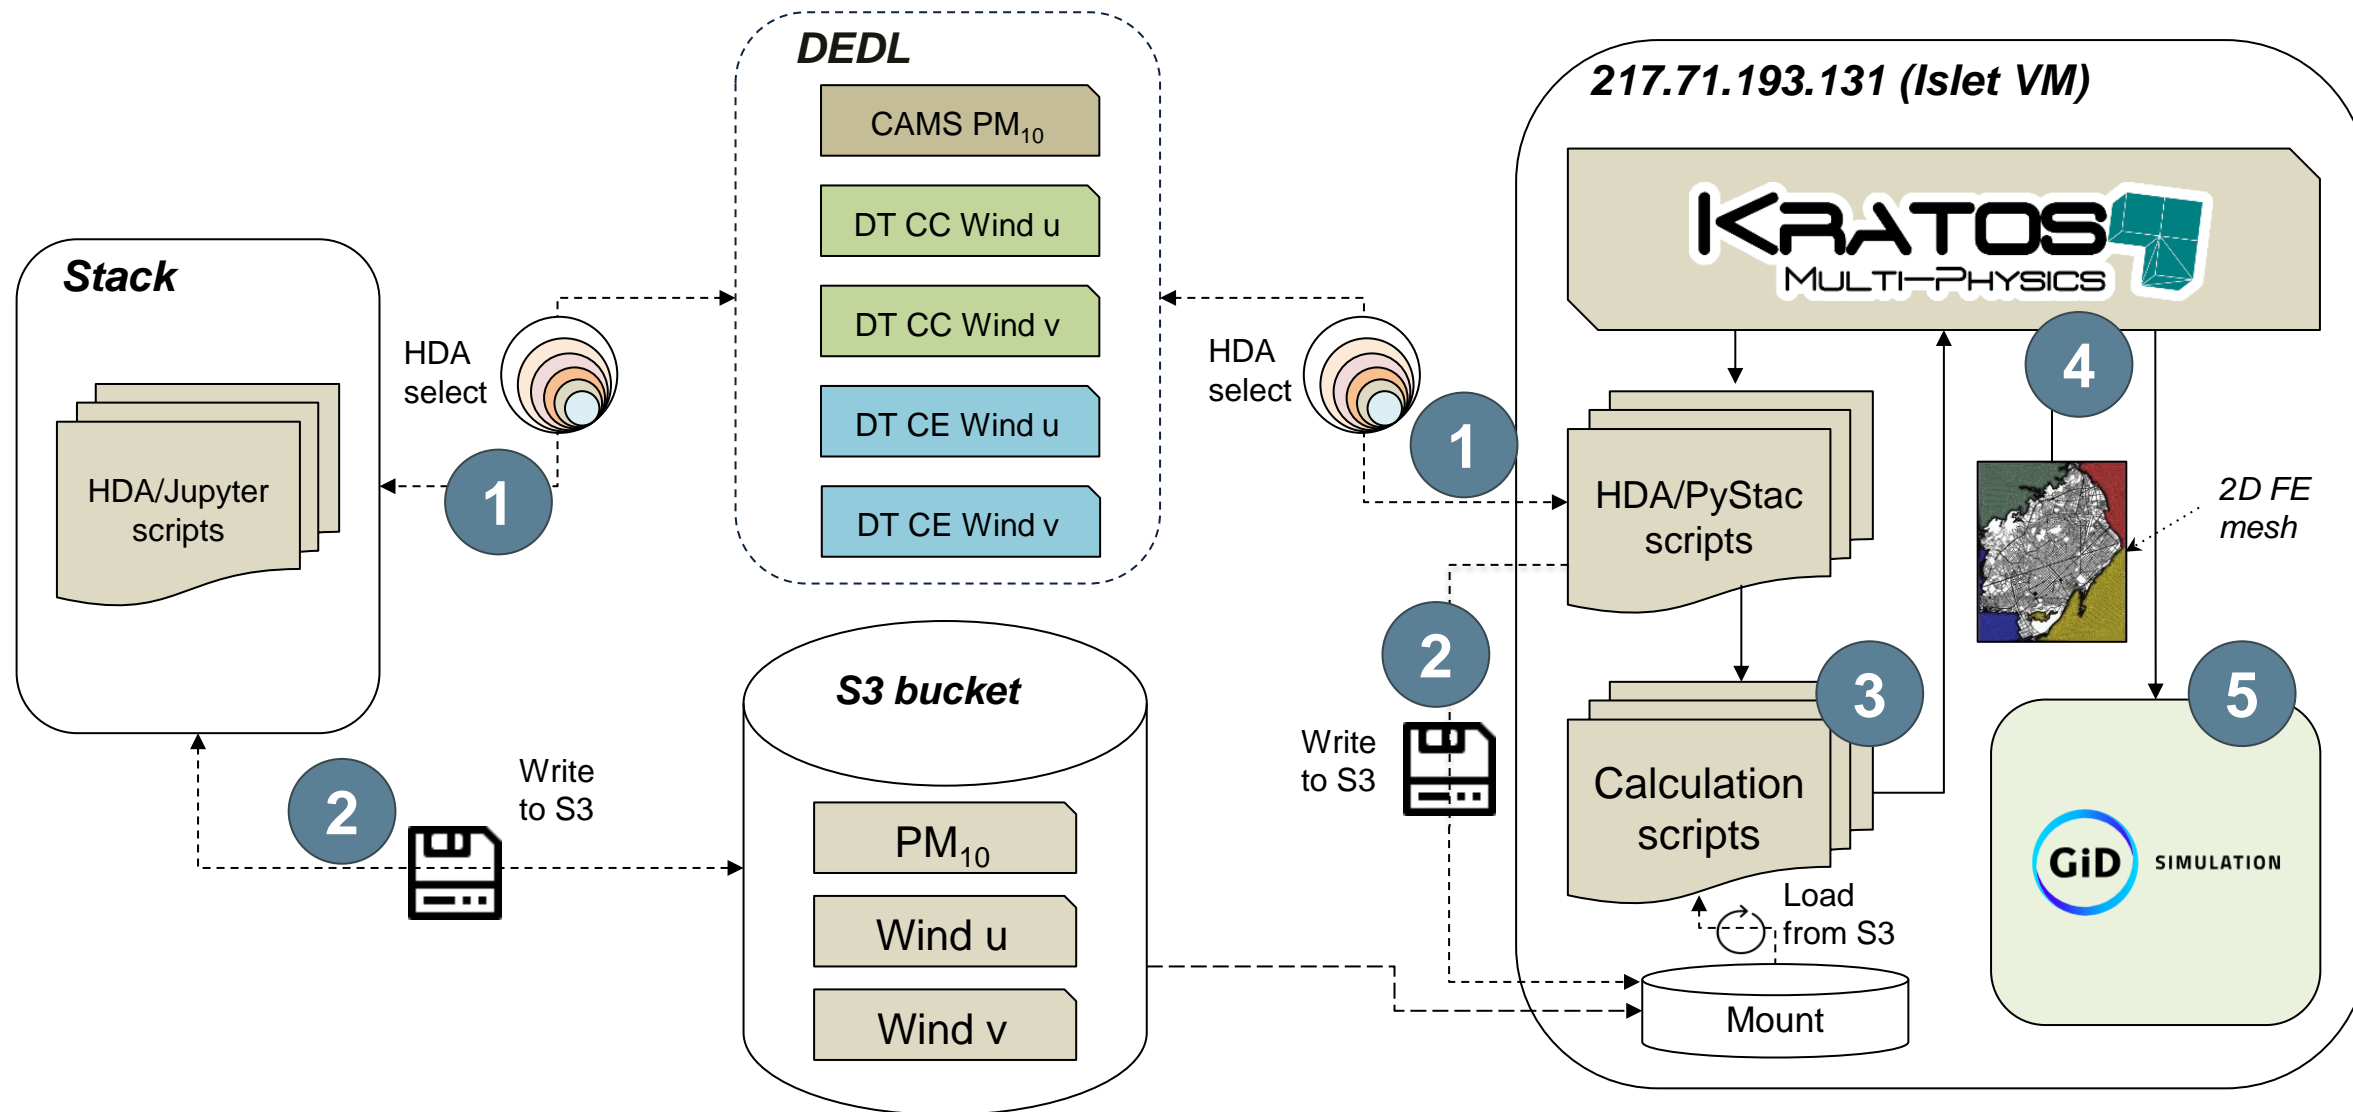 DEDL
CAMS PM10
DT CC Wind u
DT CC Wind v
DT CE Wind u
DT CE Wind v
Stack
HDA/Jupyter
scripts
HDA
select
1
2
Write
to S3
S3 bucket
PM10
Wind u
Wind v
HDA
select
1
2
Write
to S3
217.71.193.131 (Islet VM)
KRATOS
MULTI-PHYSICS
HDA/PyStac
scripts
4
2D FE
mesh
3
Calculation
scripts
Load
from S3
Mount
5
GiD SIMULATION